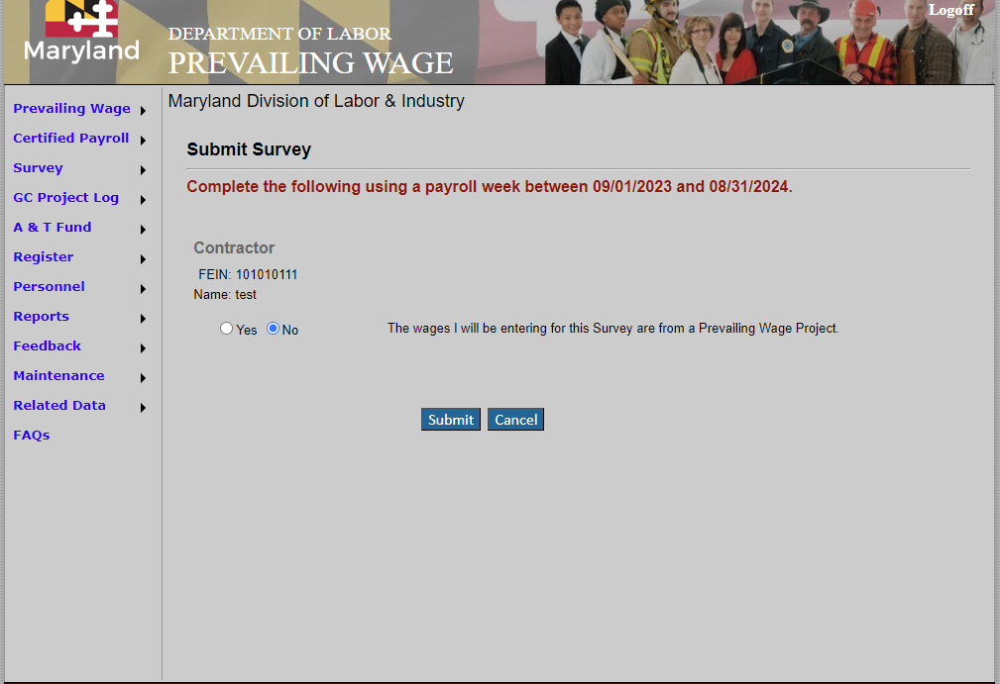 Logoff
Maryland
DEPARTMENT OF LABOR
PREVAILING WAGE
Maryland Division of Labor & Industry
Prevailing Wage
Certified Payroll
Survey
GC Project Log
A & T Fund
Register
Personnel
Reports
Feedback
Maintenance
Related Data
FAQs
Submit Survey
Complete the following using a payroll week between 09/01/2023 and 08/31/2024.
Contractor
FEIN: 101010111
Name: test
Yes No The wages I will be entering for this Survey are from a Prevailing Wage Project.
Submit Cancel